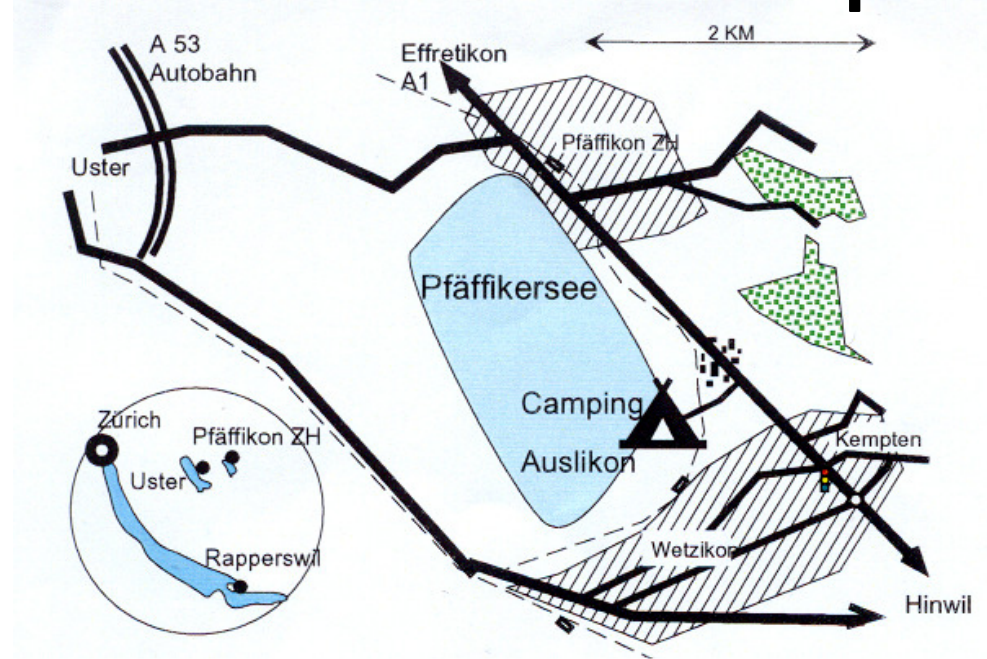 A 53
Autobahn
Effretikon
A1
2 KM
Uster
Pfäffikon ZH
Pfäffikersee
Camping
Auslikon
Kempten
Wetzikon
Hinwil
Zürich
Pfäffikon ZH
Uster
Rapperswil